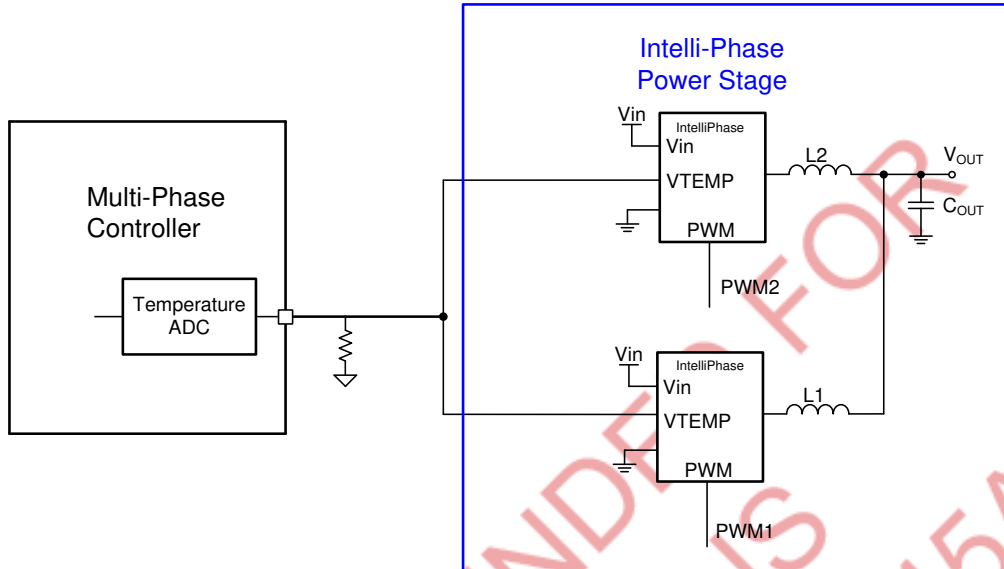 Intelli-Phase
Power Stage
Multi-Phase
Controller
Temperature
ADC
Vin
IntelliPhase
Vin
VTEMP
PWM
PWM2
L2
VOUT
COUT
Vin
IntelliPhase
Vin
VTEMP
PWM
PWM1
L1
FOR
IS